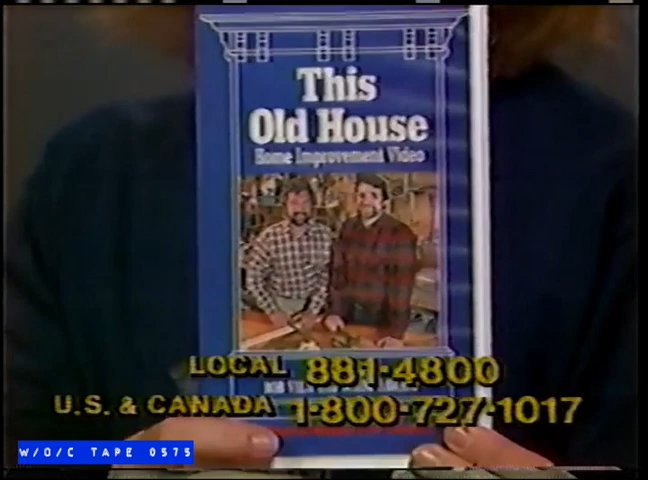 This
Old House
Home Improvement Video
LOCAL 881-4800
U.S. & CANADA 1-800-727-1017
W/O/C TAPE 0575